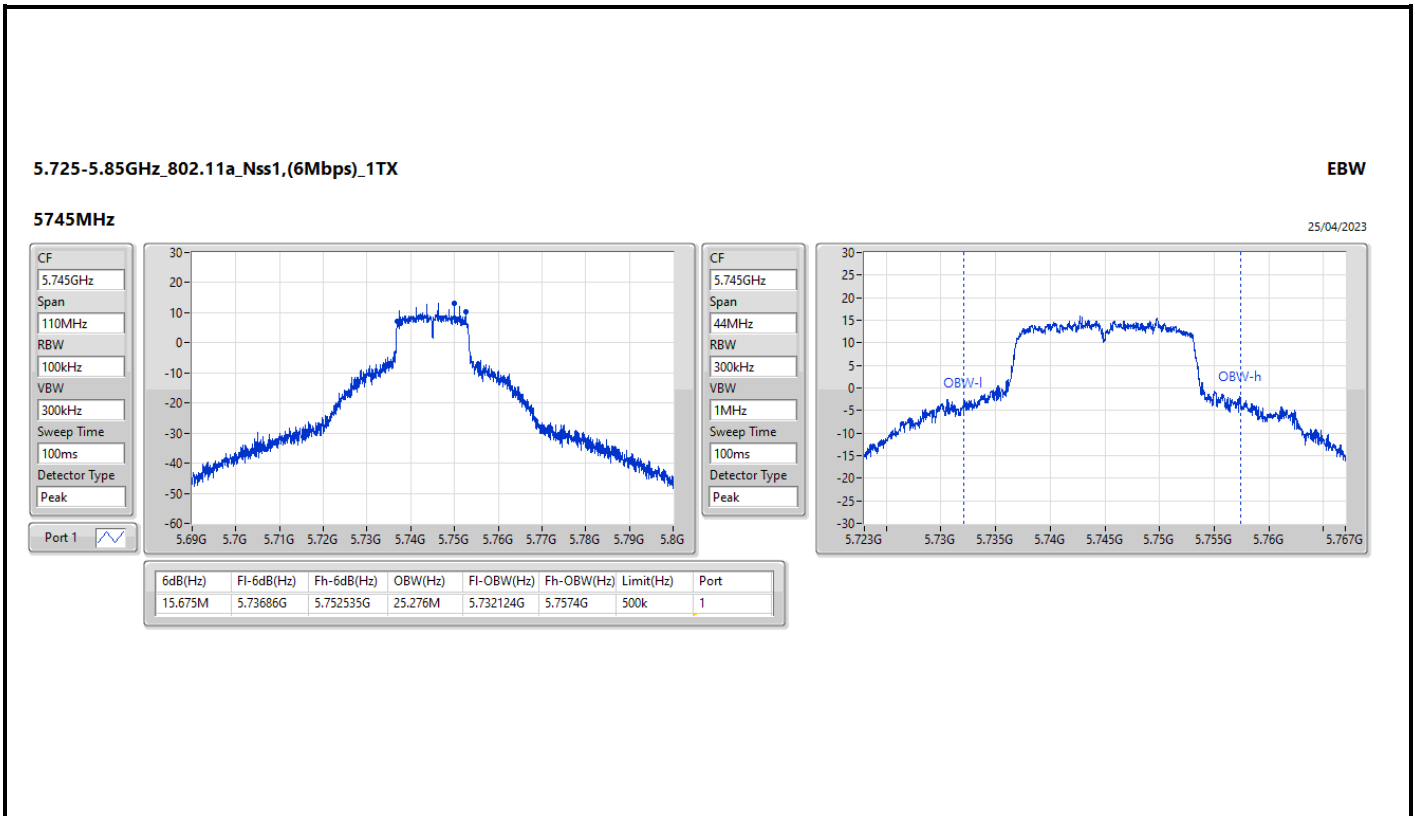 5.725-5.85GHz_802.11a_Nss1,(6Mbps)_1TX
EBW
5745MHz
25/04/2023
CF
5.745GHz
Span
110MHz
RBW
100kHz
VBW
300kHz
Sweep Time
100ms
Detector Type
Peak
Port 1
30
20
10
0
-10
-20
-30
-40
-50
-60
5.69G 5.7G 5.71G 5.72G 5.73G 5.74G 5.75G 5.76G 5.77G 5.78G 5.79G 5.8G
CF
5.745GHz
Span
44MHz
RBW
300kHz
VBW
1MHz
Sweep Time
100ms
Detector Type
Peak
30
25
20
15
10
5
0
-5
-10
-15
-20
-25
-30
OBW-l
OBW-h
5.723G 5.73G 5.735G 5.74G 5.745G 5.75G 5.755G 5.76G 5.767G
6dB(Hz) Fl-6dB(Hz) Fh-6dB(Hz) OBW(Hz) Fl-OBW(Hz) Fh-OBW(Hz) Limit(Hz) Port
15.675M 5.73686G 5.752535G 25.276M 5.732124G 5.7574G 500k 1